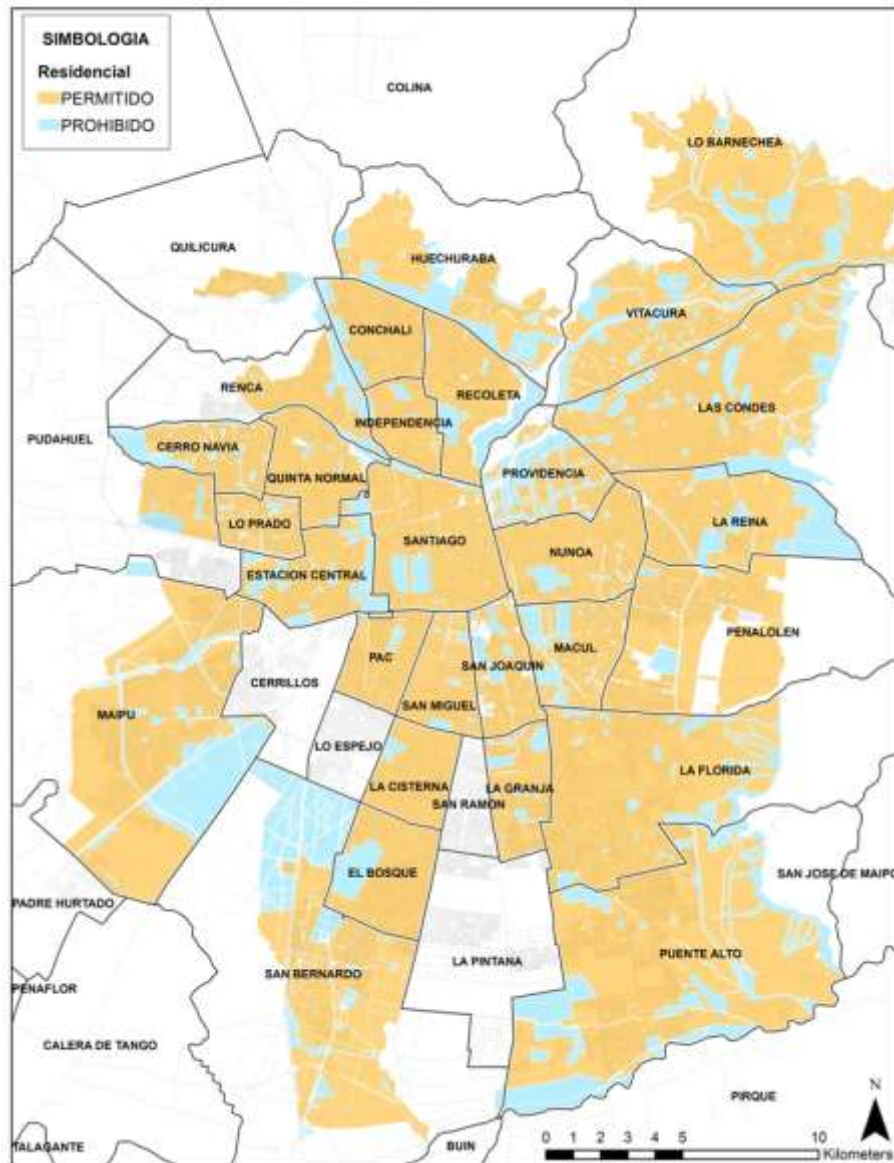 SIMBOLOGIA
Residencial
PERMITIDO
PROHIBIDO
COLINA
LO BARNECHEA
QUILICURA
HUECHURABA
VITACURA
CONCHALI
RENCA
RECOLETA
INDEPENDENCIA
LAS CONDES
PUDAHUEL
CERRO NAVIA
PROVIDENCIA
QUINTA NORMAL
LO PRADO
LA REINA
SANTIAGO
NUNOA
ESTACION CENTRAL
PENALOLEN
PAC
SAN JOAQUIN
MACUL
CERRILLOS
SAN MIGUEL
MAIPU
LO ESPEJO
LA FLORIDA
LA CISTERNA
LA GRANJA
SAN RAMON
EL BOSQUE
SAN JOSE DE MAIPO
PADRE HURTADO
PUENTE ALTO
LA PINTANA
SAN BERNARDO
PENAFLOR
CALERA DE TANGO
PIRQUE
N
TALAGANTE
BUIN
0 1 2 3 4 5 10
Kilometers